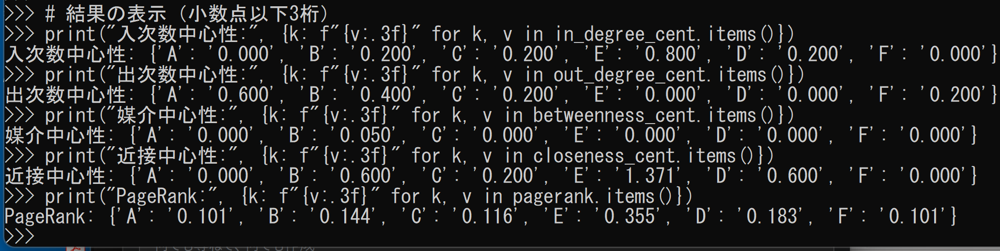 >>> # 結果の表示（小数点以下3桁）
>>> print("入次数中心性:", {k: f"{v:.3f}" for k, v in in_degree_cent.items()})
入次数中心性: {'A': '0.000', 'B': '0.200', 'C': '0.200', 'E': '0.800', 'D': '0.200', 'F': '0.000'}
>>> print("出次数中心性:", {k: f"{v:.3f}" for k, v in out_degree_cent.items()})
出次数中心性: {'A': '0.600', 'B': '0.400', 'C': '0.200', 'E': '0.000', 'D': '0.000', 'F': '0.200'}
>>> print("媒介中心性:", {k: f"{v:.3f}" for k, v in betweenness_cent.items()})
媒介中心性: {'A': '0.000', 'B': '0.050', 'C': '0.000', 'E': '0.000', 'D': '0.000', 'F': '0.000'}
>>> print("近接中心性:", {k: f"{v:.3f}" for k, v in closeness_cent.items()})
近接中心性: {'A': '0.000', 'B': '0.600', 'C': '0.200', 'E': '1.371', 'D': '0.600', 'F': '0.000'}
>>> print("PageRank:", {k: f"{v:.3f}" for k, v in pagerank.items()})
PageRank: {'A': '0.101', 'B': '0.144', 'C': '0.116', 'E': '0.355', 'D': '0.183', 'F': '0.101'}
>>>